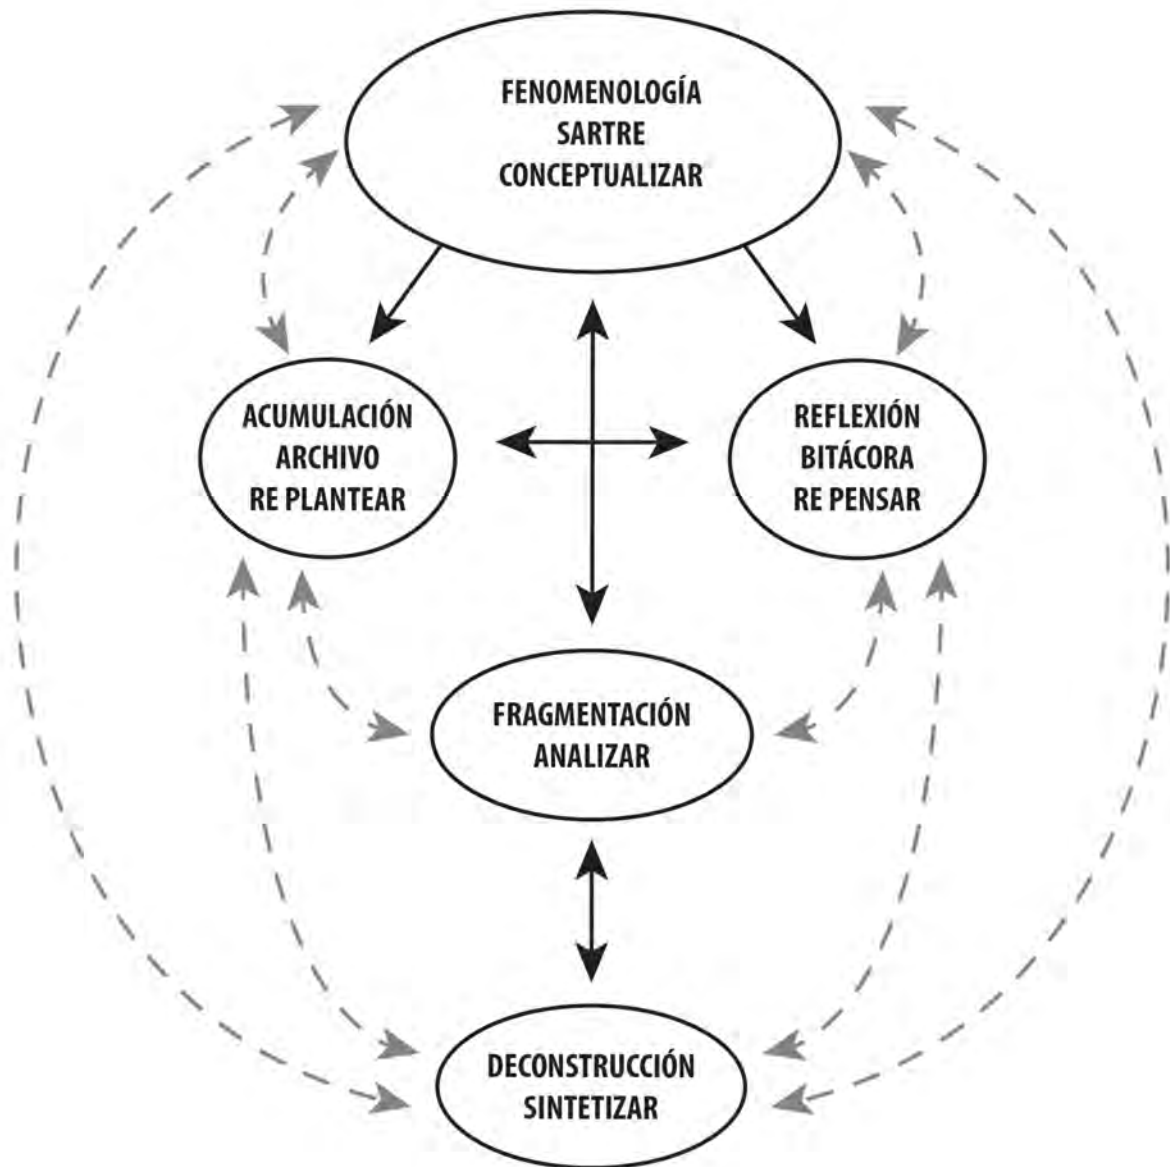 FENOMENOLOGÍA
SARTRE
CONCEPTUALIZAR
ACUMULACIÓN
ARCHIVO
RE PLANTEAR
REFLEXIÓN
BITÁCORA
RE PENSAR
FRAGMENTACIÓN
ANALIZAR
DECONSTRUCCIÓN
SINTETIZAR